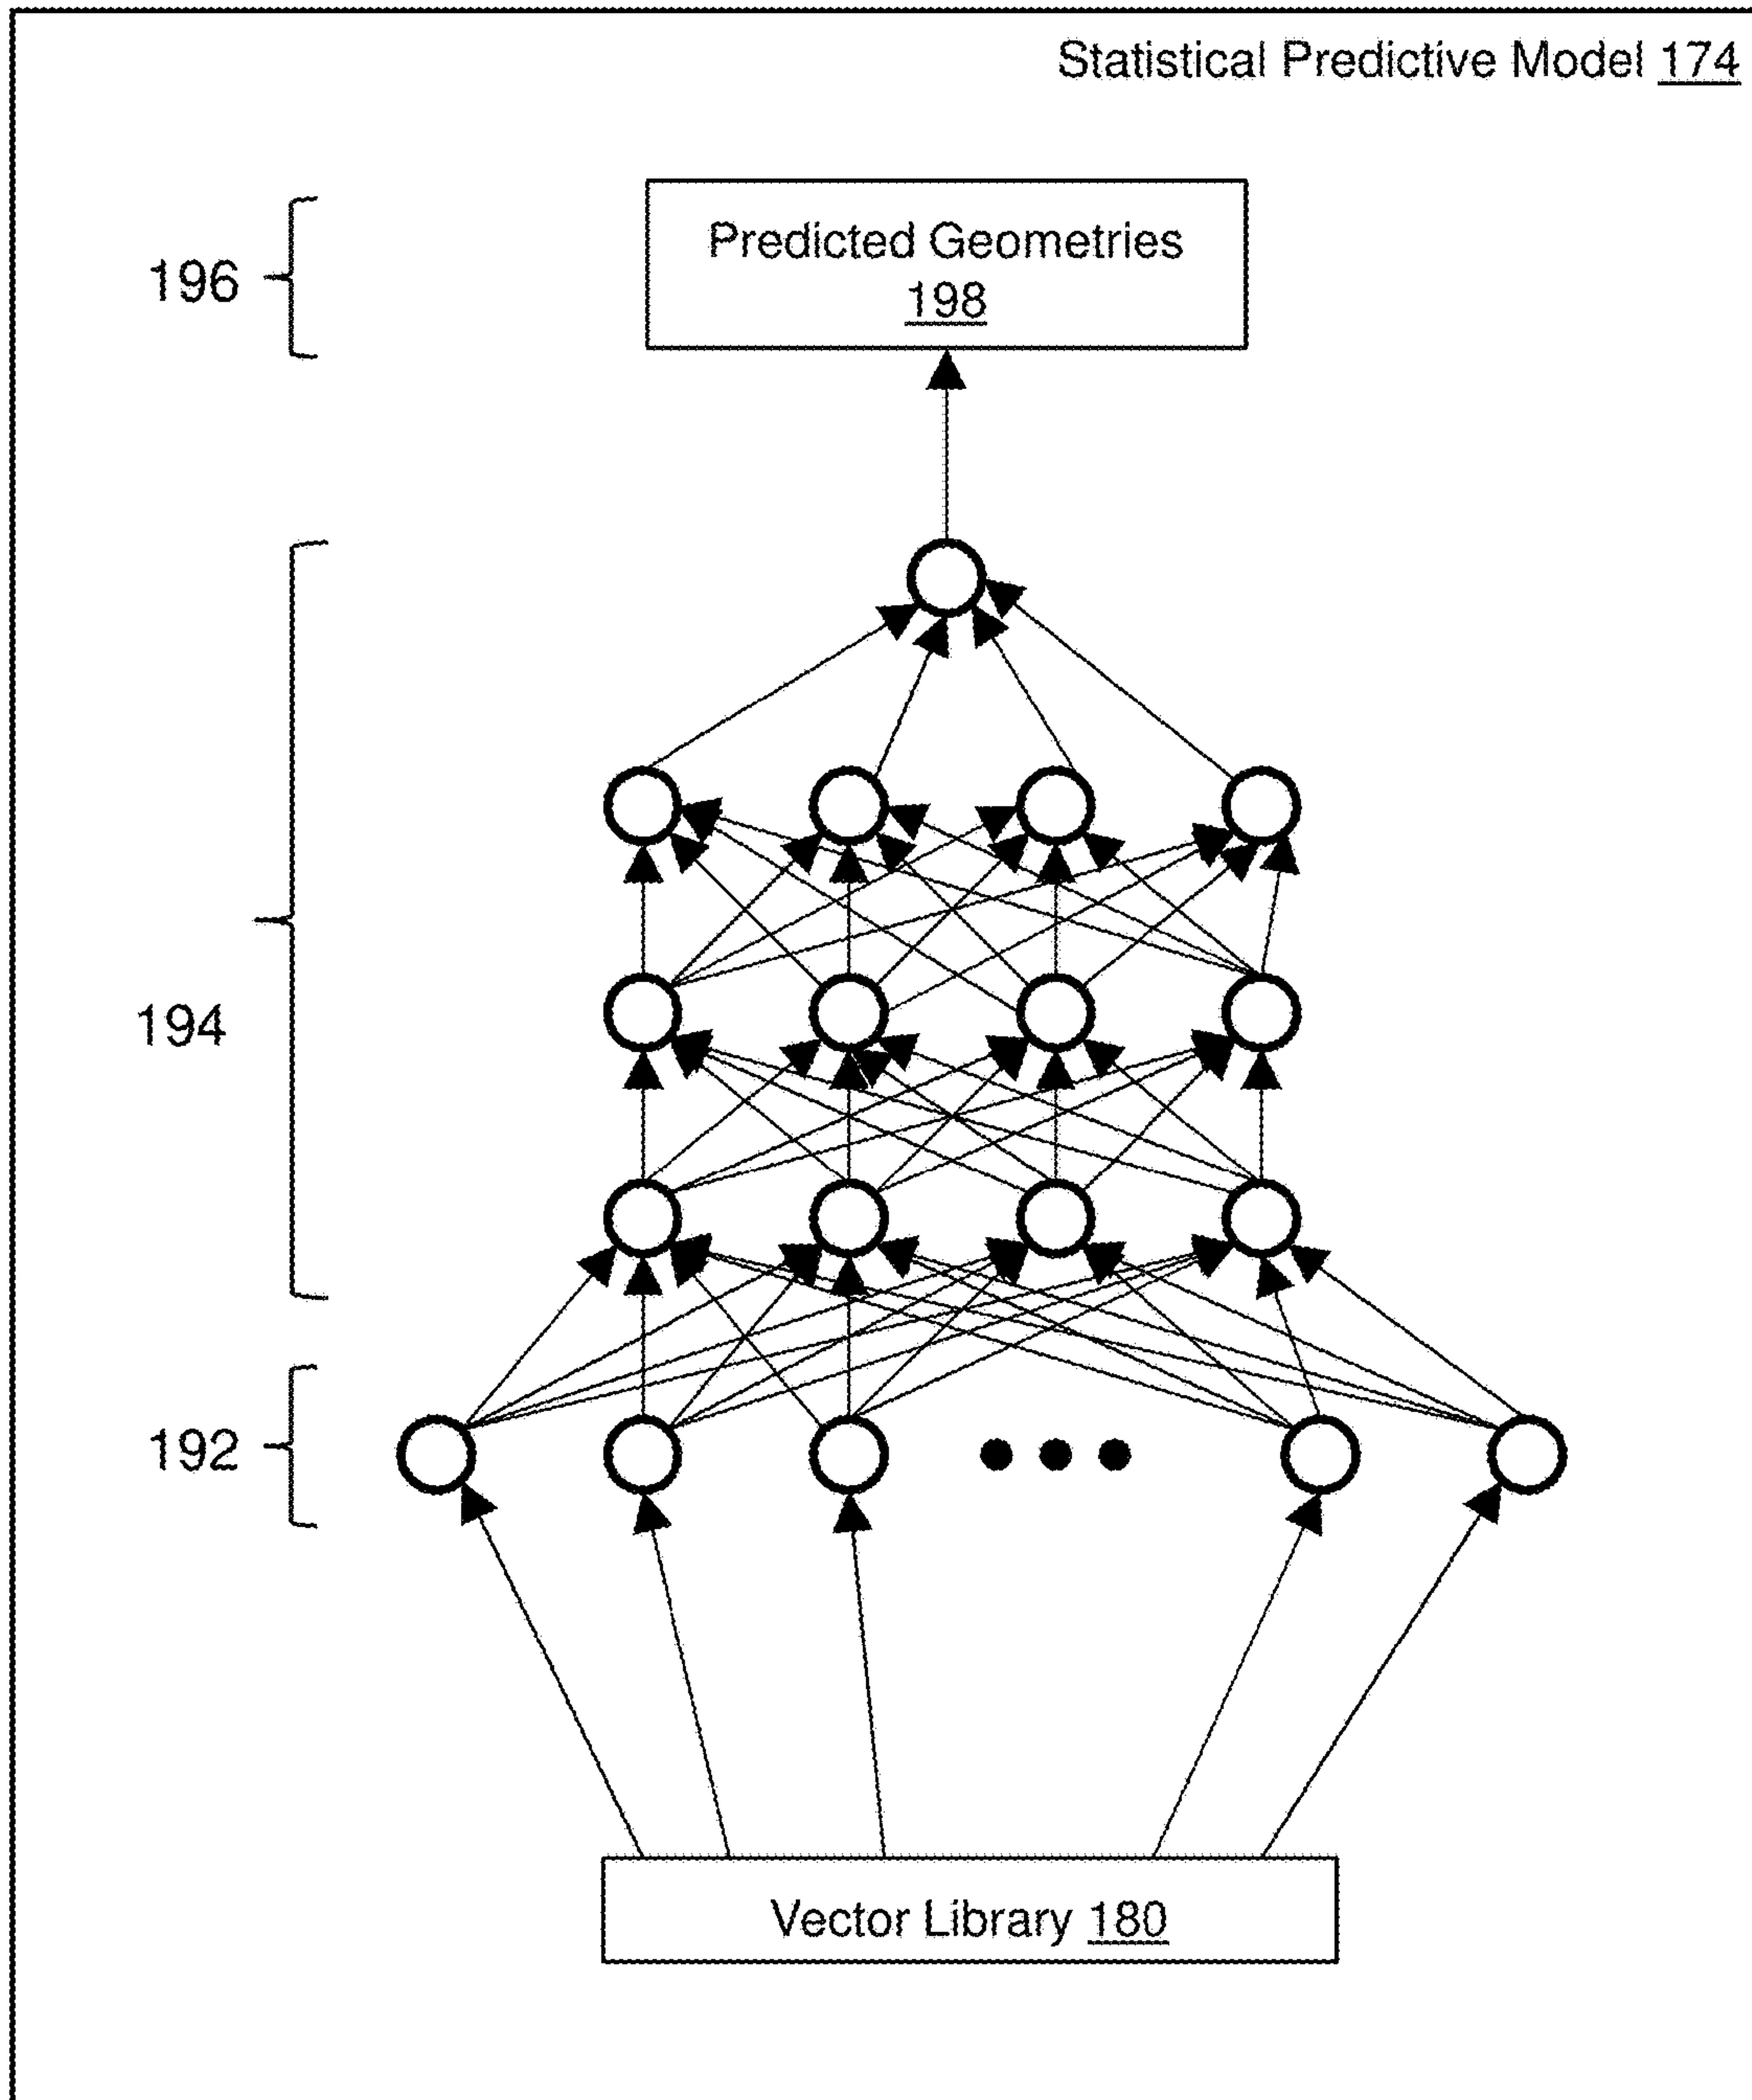 Statistical Predictive Model 174
196
Predicted Geometries
198
194
192
Vector Library 180